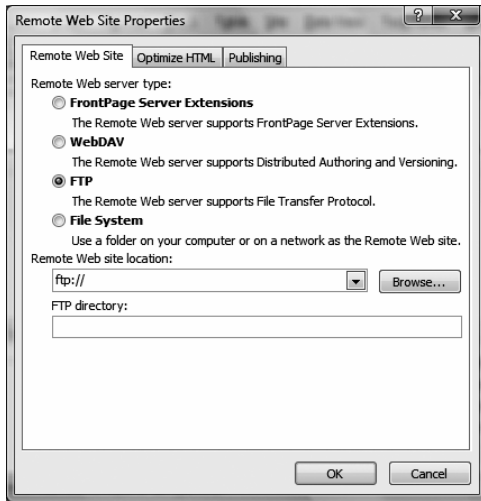 Remote Web Site Properties
Remote Web Site Optimize HTML Publishing
Remote Web server type:
FrontPage Server Extensions
The Remote Web server supports FrontPage Server Extensions.
WebDAV
The Remote Web server supports Distributed Authoring and Versioning.
FTP
The Remote Web server supports File Transfer Protocol.
File System
Use a folder on your computer or on a network as the Remote Web site.
Remote Web site location:
ftp:// Browse...
FTP directory:
OK Cancel